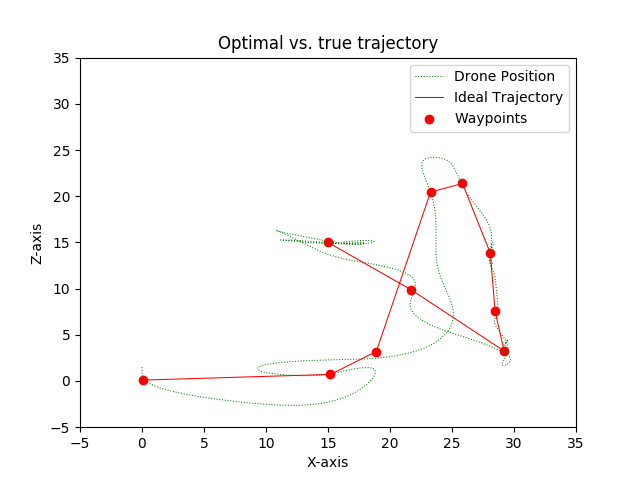 Optimal vs. true trajectory
Drone Position
Ideal Trajectory
Waypoints
Z-axis
35
30
25
20
15
10
5
0
−5
−5 0 5 10 15 20 25 30 35
X-axis